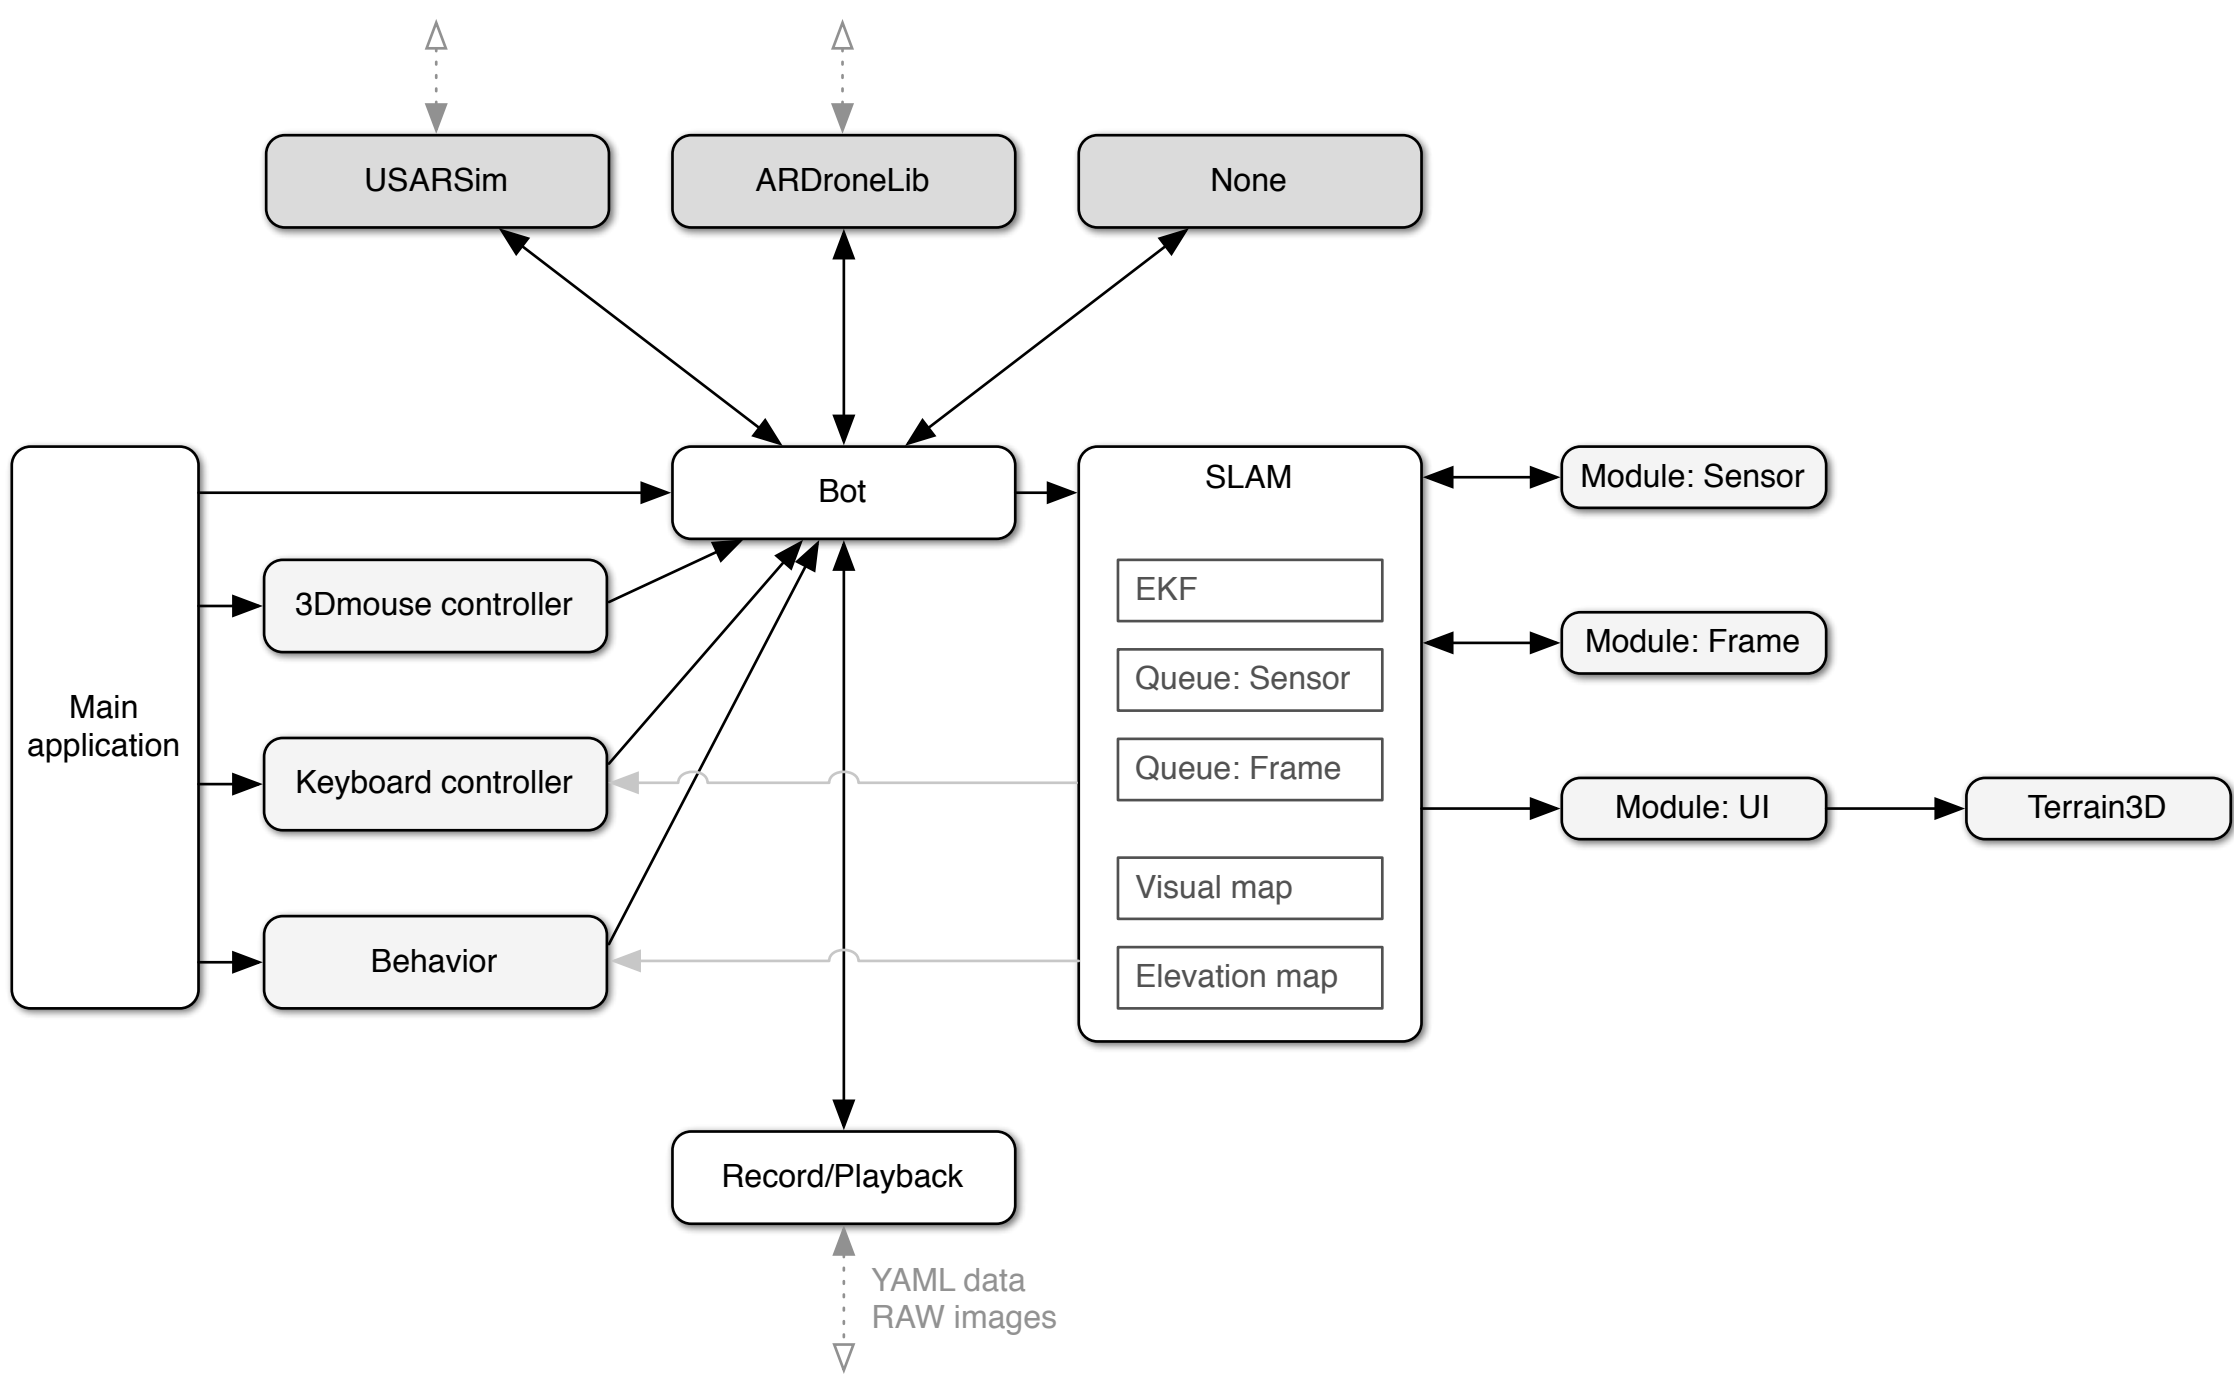 USARSim
ARDroneLib
None
Bot
SLAM
Module: Sensor
EKF
3Dmouse controller
Module: Frame
Queue: Sensor
Main
application
Keyboard controller
Queue: Frame
Module: UI
Terrain3D
Visual map
Behavior
Elevation map
Record/Playback
YAML data
RAW images